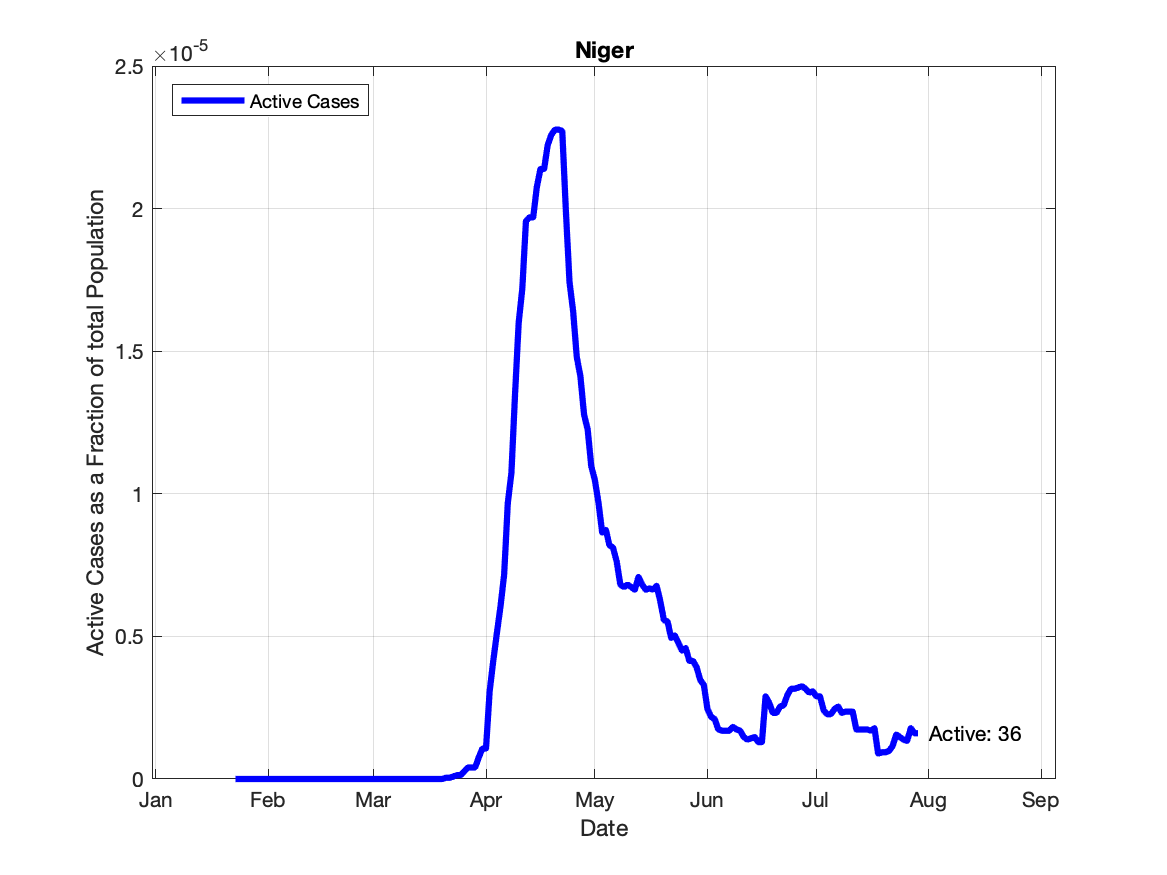 Niger
×10-5
2.5
2
1.5
1
0.5
0
Active Cases as a Fraction of total Population
Active Cases
Active: 36
Jan Feb Mar Apr May Jun Jul Aug Sep
Date